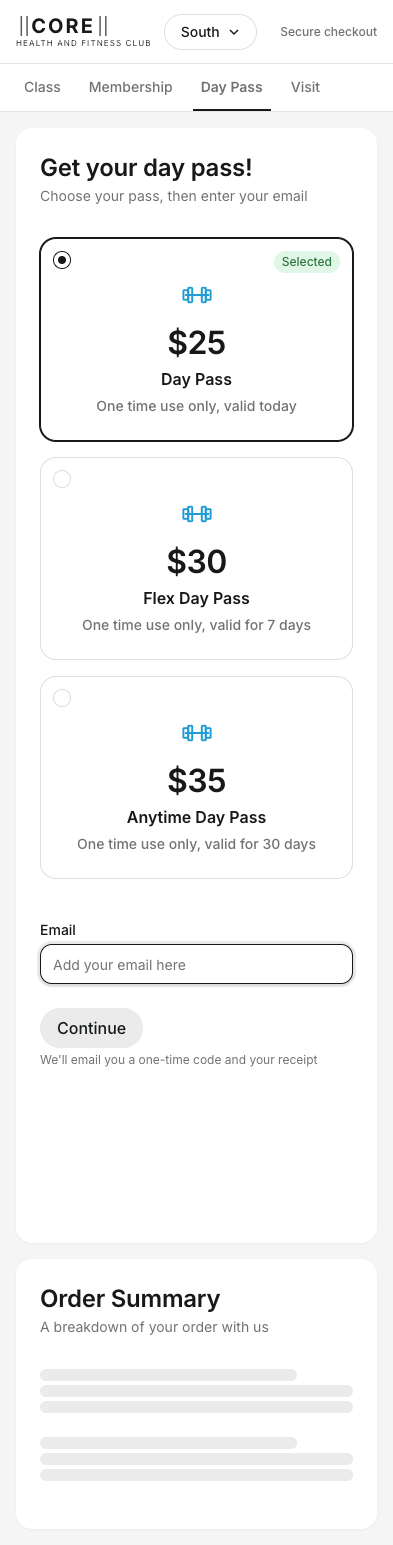 ||CORE||
HEALTH AND FITNESS CLUB
South
Secure checkout
Class Membership Day Pass Visit
Get your day pass!
Choose your pass, then enter your email
Selected
$25
Day Pass
One time use only, valid today
$30
Flex Day Pass
One time use only, valid for 7 days
$35
Anytime Day Pass
One time use only, valid for 30 days
Email
Add your email here
Continue
We'll email you a one-time code and your receipt
Order Summary
A breakdown of your order with us